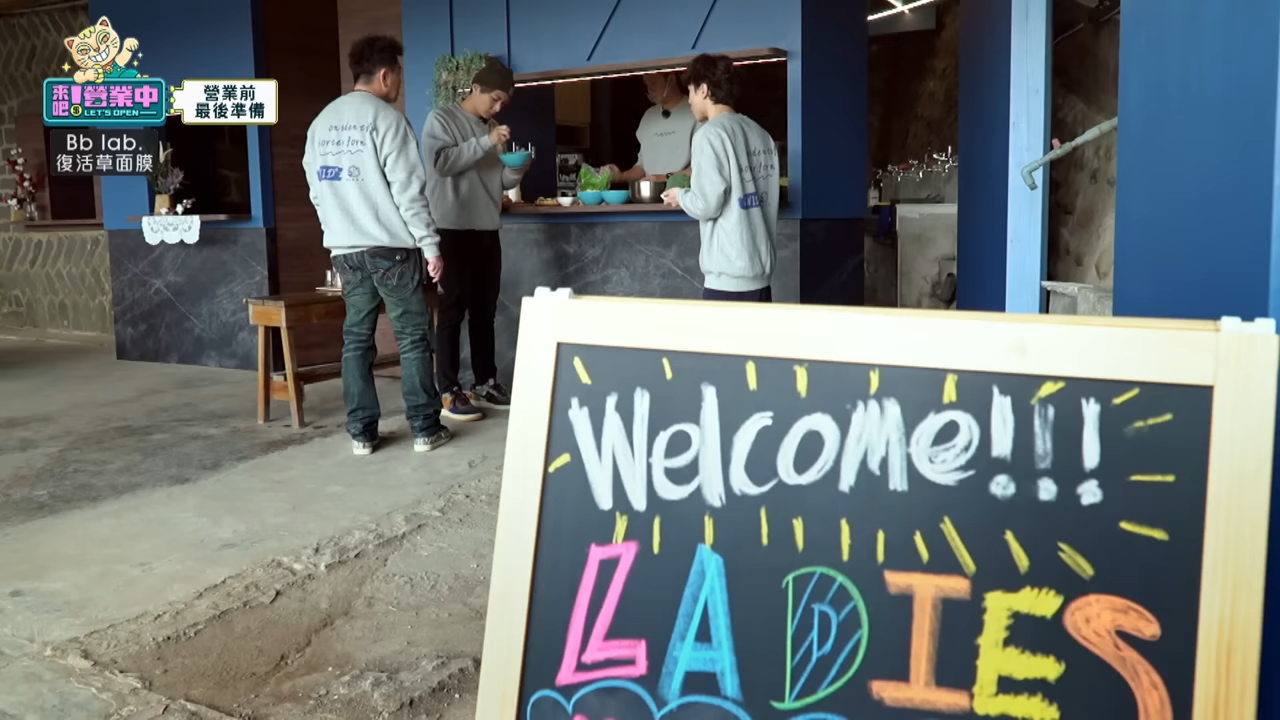 來吧!營業中
LET'S OPEN
營業前
最後準備
Bb lab.
復活草面膜
Welcome!!!
LADIES